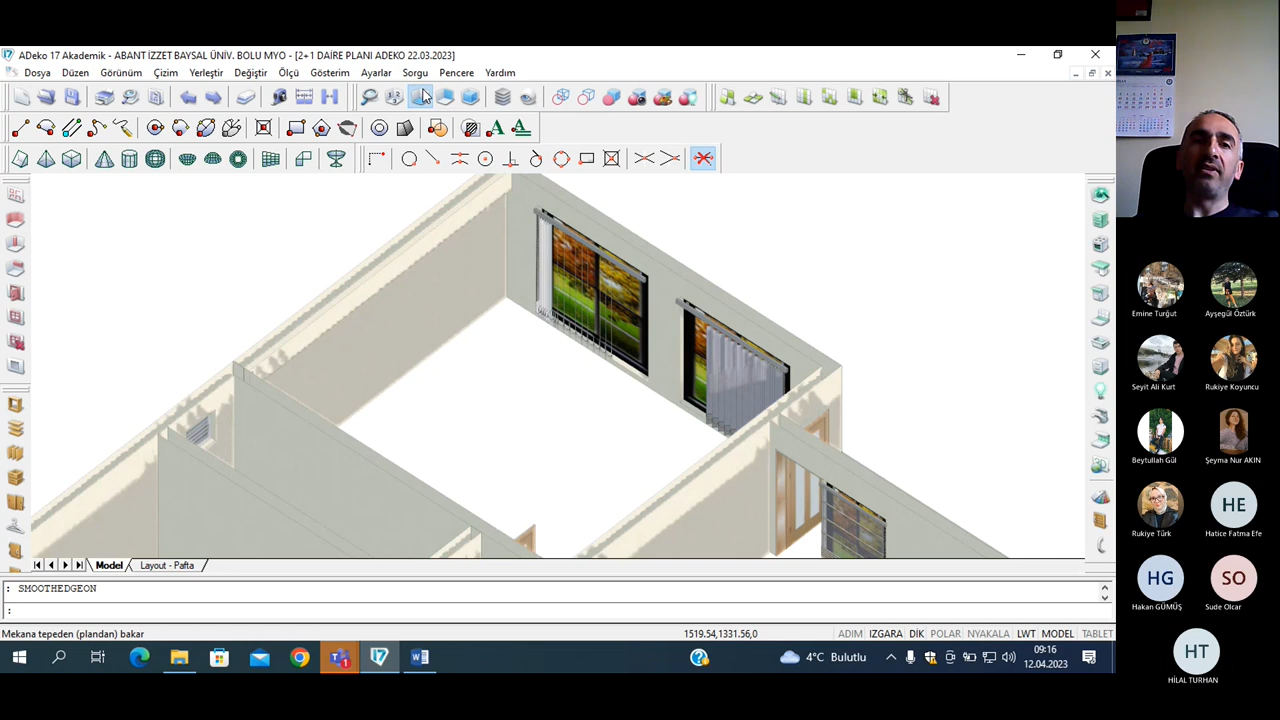 ADeko 17 Akademik - ABANT İZZET BAYSAL ÜNİV. BOLU MYO - [2+1 DAİRE PLANI ADEKO 22.03.2023]
Dosya Düzen Görünüm Çizim Yerleştir Değiştir Ölçü Gösterim Ayarlar Sorgu Pencere Yardım
Model Layout - Pafta
: SMOOTHEDGEON
:
Mekana tepeden (plandan) bakar 1519.54,1331.56,0 ADIM IZGARA DİK POLAR NYAKALA LWT MODEL TABLET
4°C Bulutlu
09:16
12.04.2023
Emine Turğut
Ayşegül Öztürk
Seyit Ali Kurt
Rukiye Koyuncu
Beytullah Gül
Şeyma Nur AKIN
HE
Rukiye Türk
Hatice Fatma Efe
HG
SO
Hakan GÜMÜŞ
Sude Olcar
HT
HİLAL TURHAN